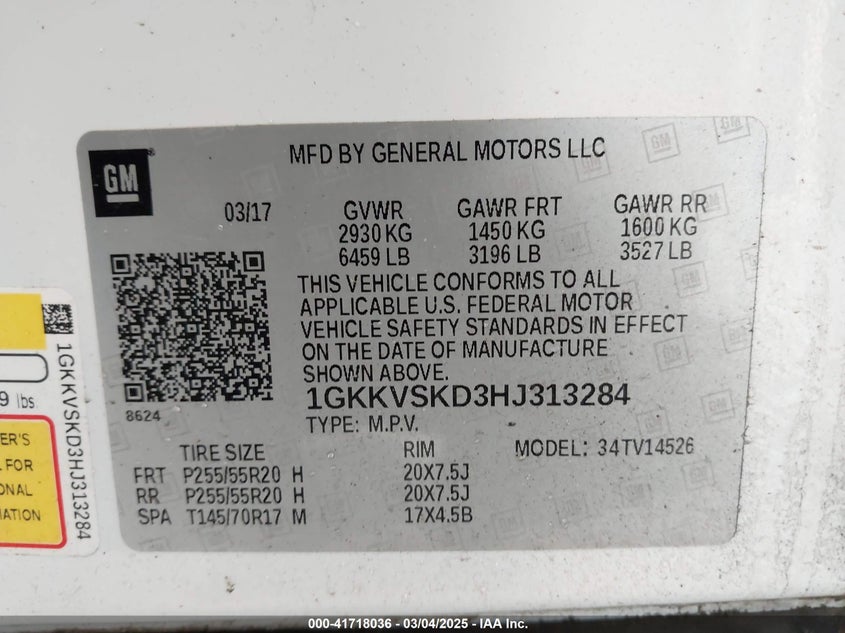 GM
MFD BY GENERAL MOTORS LLC
03/17 GVWR GAWR FRT GAWR RR
2930 KG 1450 KG 1600 KG
6459 LB 3196 LB 3527 LB
THIS VEHICLE CONFORMS TO ALL
APPLICABLE U.S. FEDERAL MOTOR
VEHICLE SAFETY STANDARDS IN EFFECT
ON THE DATE OF MANUFACTURE
SHOWN ABOVE.
8624
1GKKVSKD3HJ313284
TYPE: M.P.V.
TIRE SIZE RIM MODEL: 34TV14526
FRT P255/55R20 H 20X7.5J
RR P255/55R20 H 20X7.5J
SPA T145/70R17 M 17X4.5B
1GKKVSKD3HJ313284
9 lbs.
ER'S
FOR
ONAL
MATION
000-41718036 - 03/04/2025 - IAA Inc.